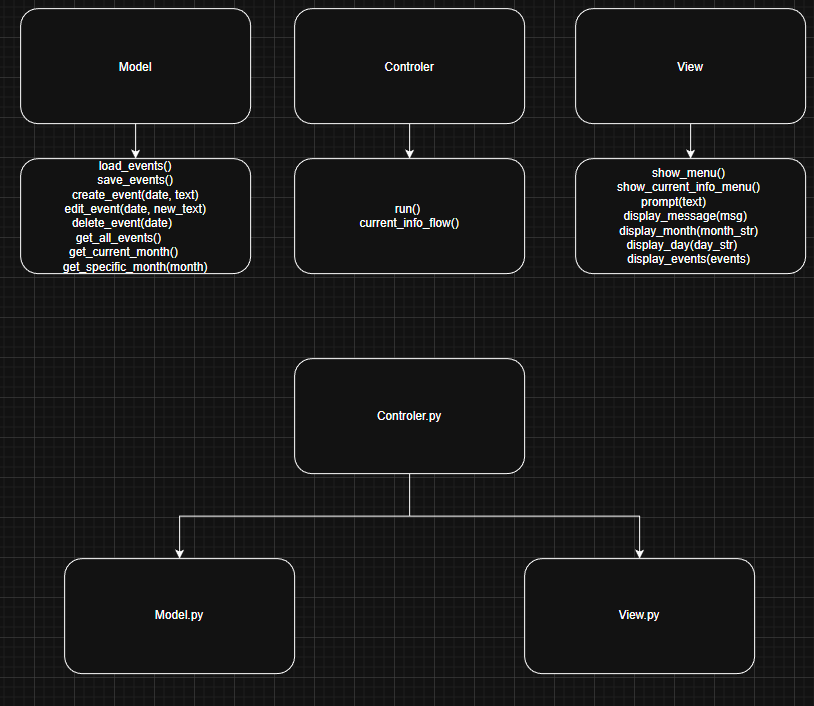 Model
Controler
View
load_events()
save_events()
create_event(date, text)
edit_event(date, new_text)
delete_event(date)
get_all_events()
get_current_month()
get_specific_month(month)
run()
current_info_flow()
show_menu()
show_current_info_menu()
prompt(text)
display_message(msg)
display_month(month_str)
display_day(day_str)
display_events(events)
Controler.py
Model.py
View.py